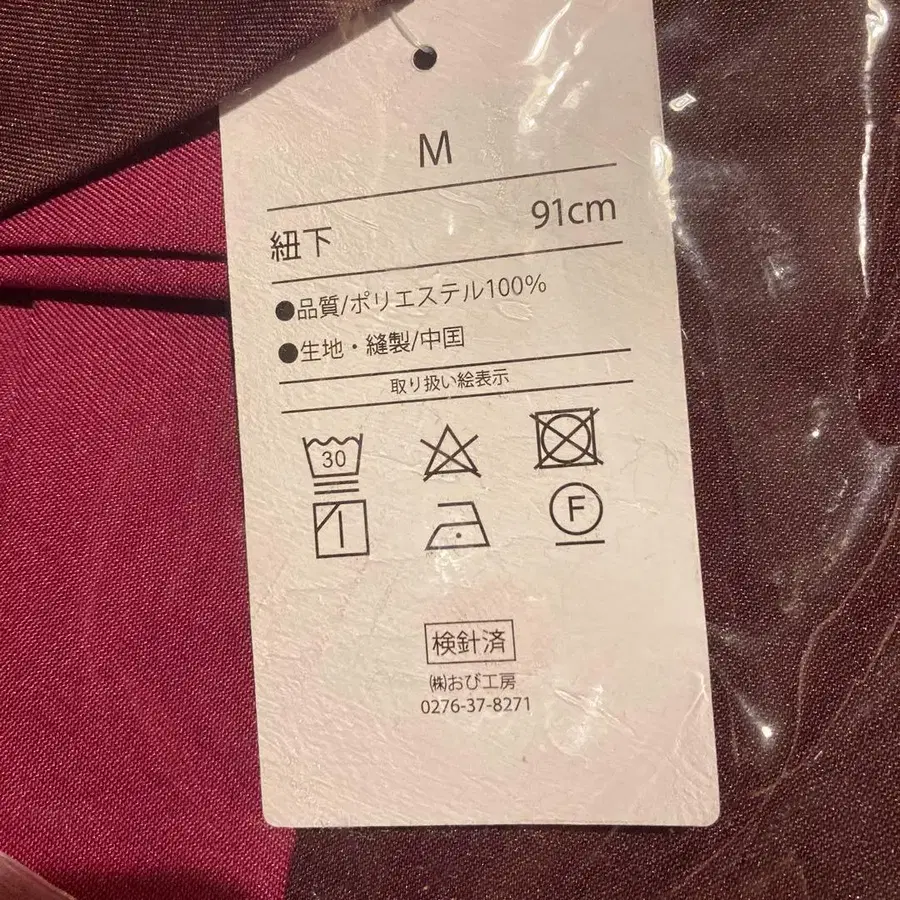 M
紐下 91cm
●品質/ポリエステル100%
●生地・縫製/中国
取り扱い絵表示
30
F
検針済
㈱おび工房
0276-37-8271